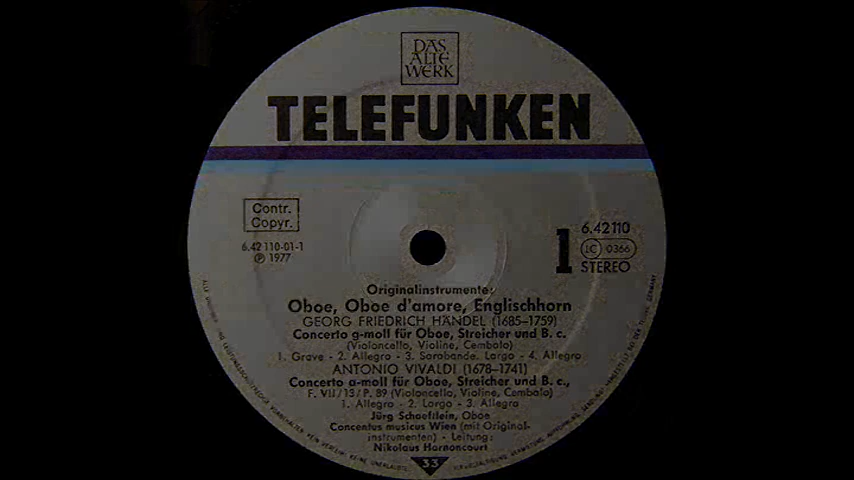 DAS
ALTE
WERK
TELEFUNKEN
Contr.
Copyr.
6.42110-01-1
℗ 1977
1
6.42110
LC 0366
STEREO
Originalinstrumente:
Oboe, Oboe d'amore, Englischhorn
GEORG FRIEDRICH HÄNDEL (1685–1759)
Concerto g-moll für Oboe, Streicher und B. c.
(Violoncello, Violine, Cembalo)
1. Grave - 2. Allegro - 3. Sarabande. Largo - 4. Allegro
ANTONIO VIVALDI (1678–1741)
Concerto a-moll für Oboe, Streicher und B. c.,
F. VII/13/P. 89 (Violoncello, Violine, Cembalo)
1. Allegro - 2. Largo - 3. Allegro
Jürg Schaeftlein, Oboe
Concentus musicus Wien (mit Original-
instrumenten) - Leitung:
Nikolaus Harnoncourt
33